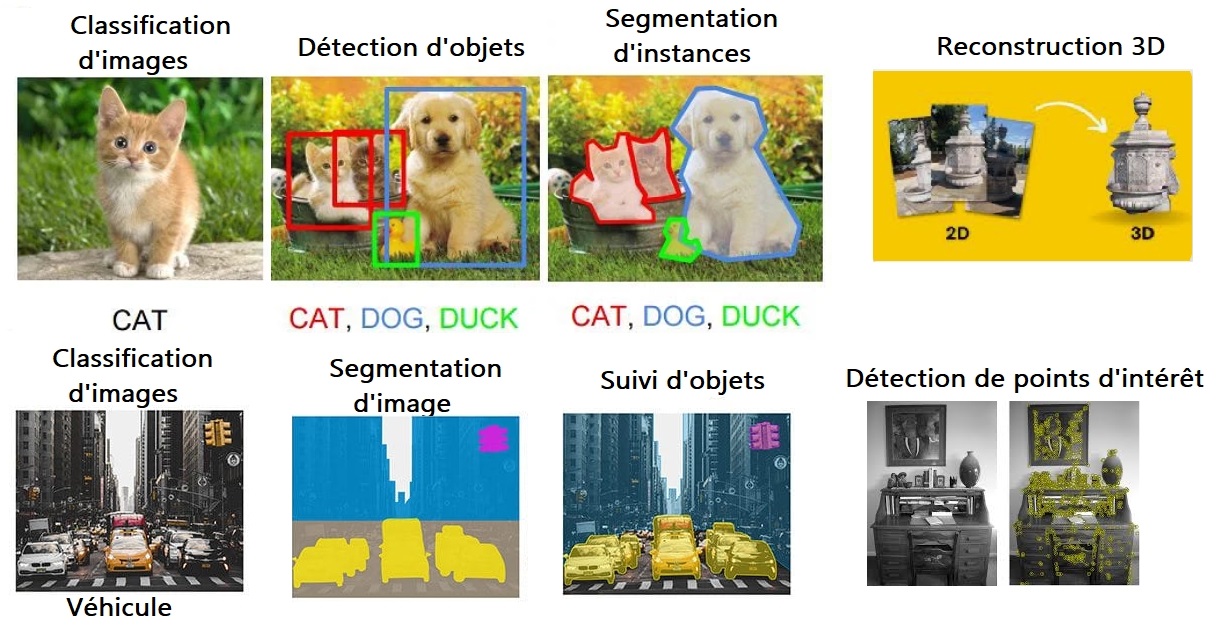 Classification
d'images
Détection d'objets
Segmentation
d'instances
Reconstruction 3D
2D
3D
CAT
CAT, DOG, DUCK
CAT, DOG, DUCK
Classification
d'images
Segmentation
d'image
Suivi d'objets
Détection de points d'intérêt
Véhicule